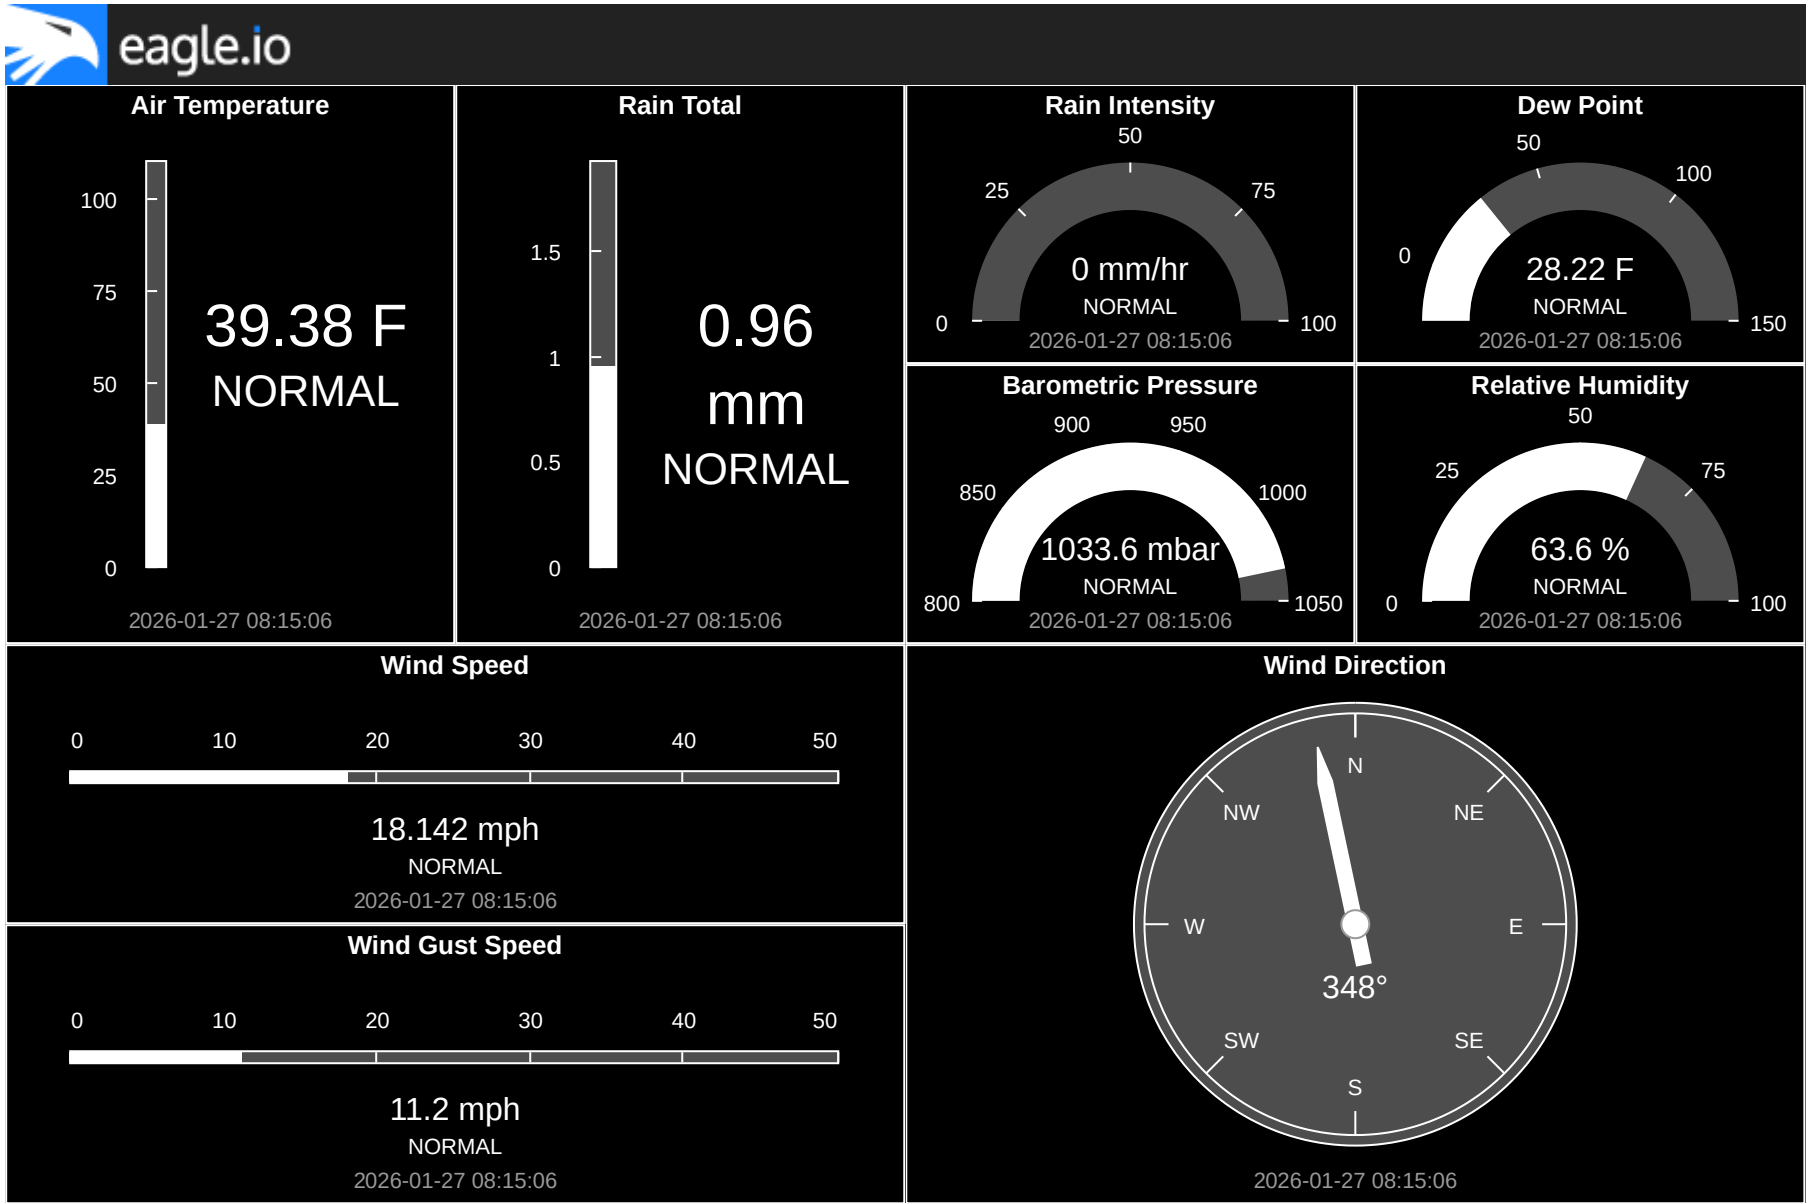 eagle.io
Air Temperature
100
75
50
25
0
39.38 F
NORMAL
2026-01-27 08:15:06
Rain Total
1.5
1
0.5
0
0.96
mm
NORMAL
2026-01-27 08:15:06
Rain Intensity
50
25 75
0 100
0 mm/hr
NORMAL
2026-01-27 08:15:06
Dew Point
50
100
0
150
28.22 F
NORMAL
2026-01-27 08:15:06
Barometric Pressure
900 950
850 1000
800 1050
1033.6 mbar
NORMAL
2026-01-27 08:15:06
Relative Humidity
50
25 75
0 100
63.6 %
NORMAL
2026-01-27 08:15:06
Wind Speed
0 10 20 30 40 50
18.142 mph
NORMAL
2026-01-27 08:15:06
Wind Gust Speed
0 10 20 30 40 50
11.2 mph
NORMAL
2026-01-27 08:15:06
Wind Direction
N
NW NE
W E
348°
SW SE
S
2026-01-27 08:15:06